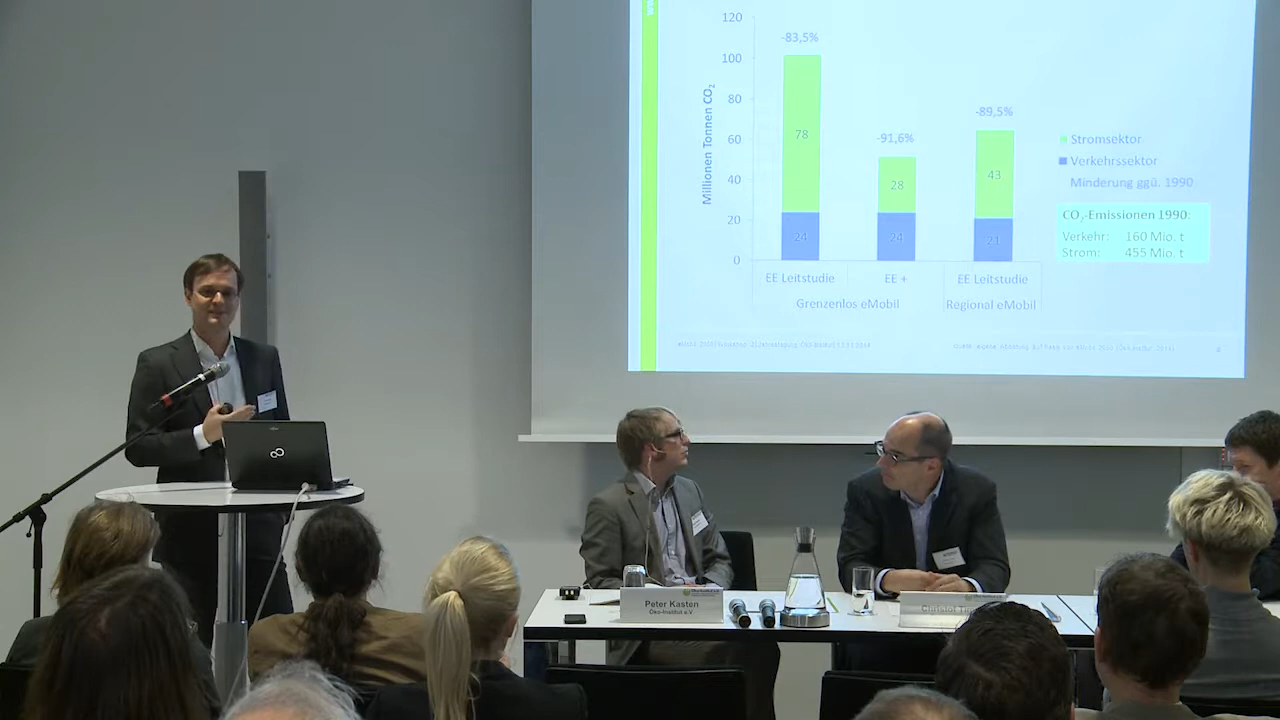 120
-83,5%
100
80
60
40
20
0
Millionen Tonnen CO2
78
24
-91,6%
28
24
-89,5%
43
21
EE Leitstudie
EE +
EE Leitstudie
Grenzenlos eMobil
Regional eMobil
Stromsektor
Verkehrssektor
Minderung ggü. 1990
CO2-Emissionen 1990:
Verkehr: 160 Mio. t
Strom: 455 Mio. t
Peter Kasten
Öko-Institut e.V.